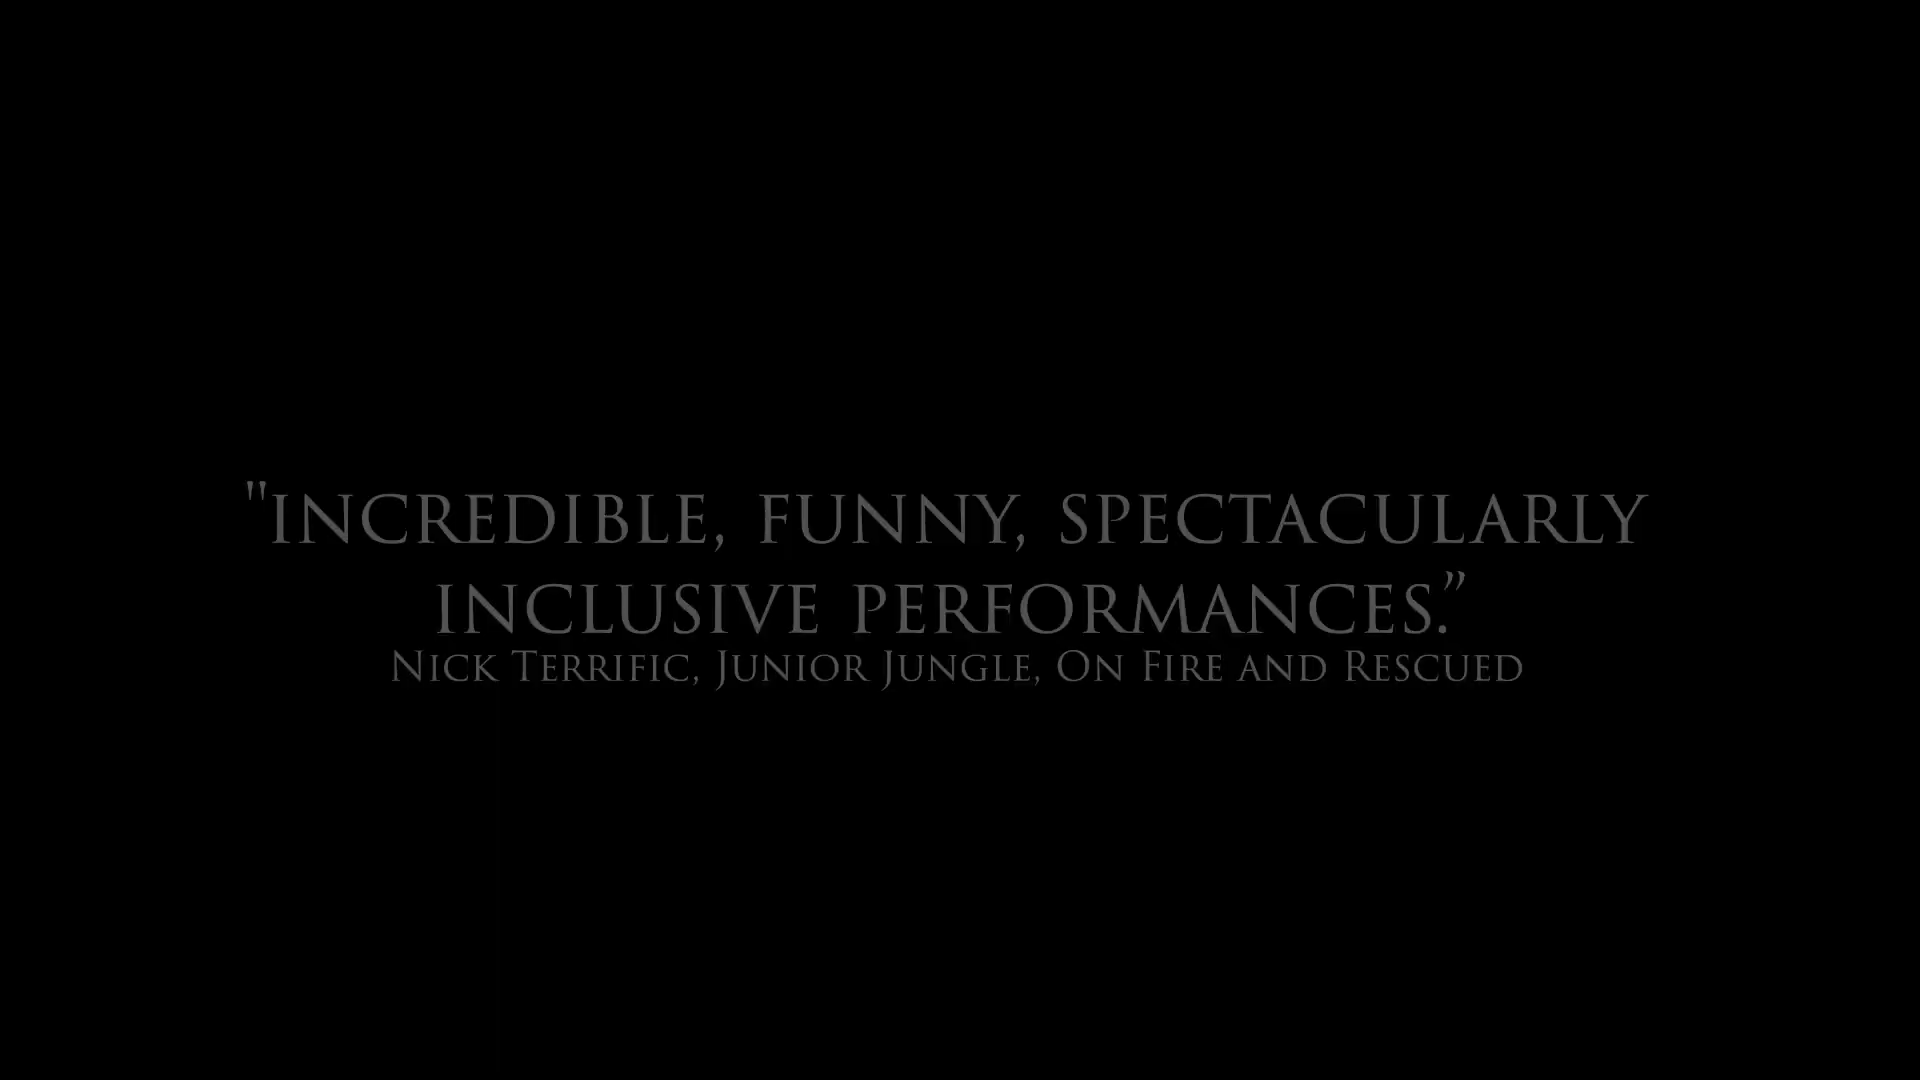 "INCREDIBLE, FUNNY, SPECTACULARLY
INCLUSIVE PERFORMANCES.”
NICK TERRIFIC, JUNIOR JUNGLE, ON FIRE AND RESCUED